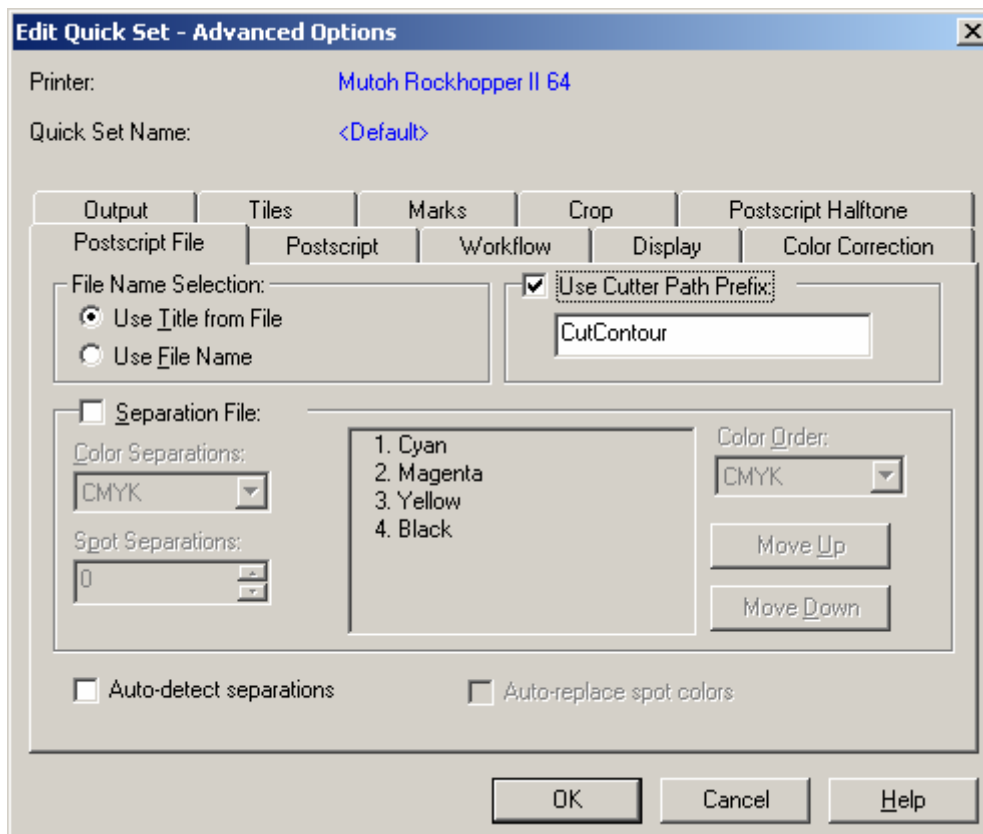 Edit Quick Set - Advanced Options
Printer: Mutoh Rockhopper II 64
Quick Set Name: <Default>
Output Tiles Marks Crop Postscript Halftone
Postscript File Postscript Workflow Display Color Correction
File Name Selection:
Use Title from File
Use File Name
Use Cutter Path Prefix:
CutContour
Separation File:
Color Separations:
CMYK
Spot Separations:
0
1. Cyan
2. Magenta
3. Yellow
4. Black
Color Order:
CMYK
Move Up
Move Down
Auto-detect separations
Auto-replace spot colors
OK Cancel Help